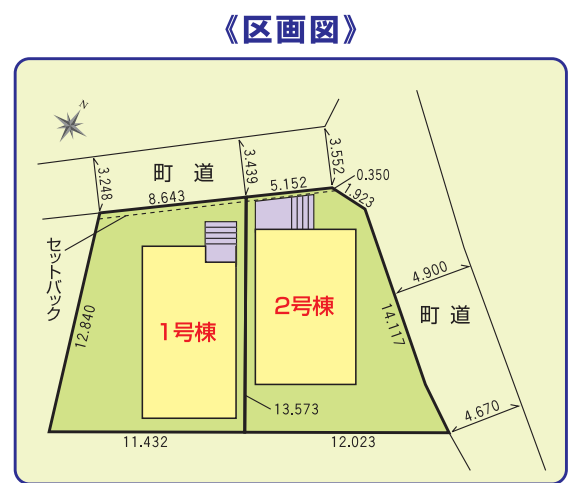 《区画図》
N
町道
3.248
8.643
3.439
5.152
3.552
0.350
1.923
セットバック
12.840
1号棟
2号棟
4.900
町道
14.117
13.573
4.670
11.432
12.023